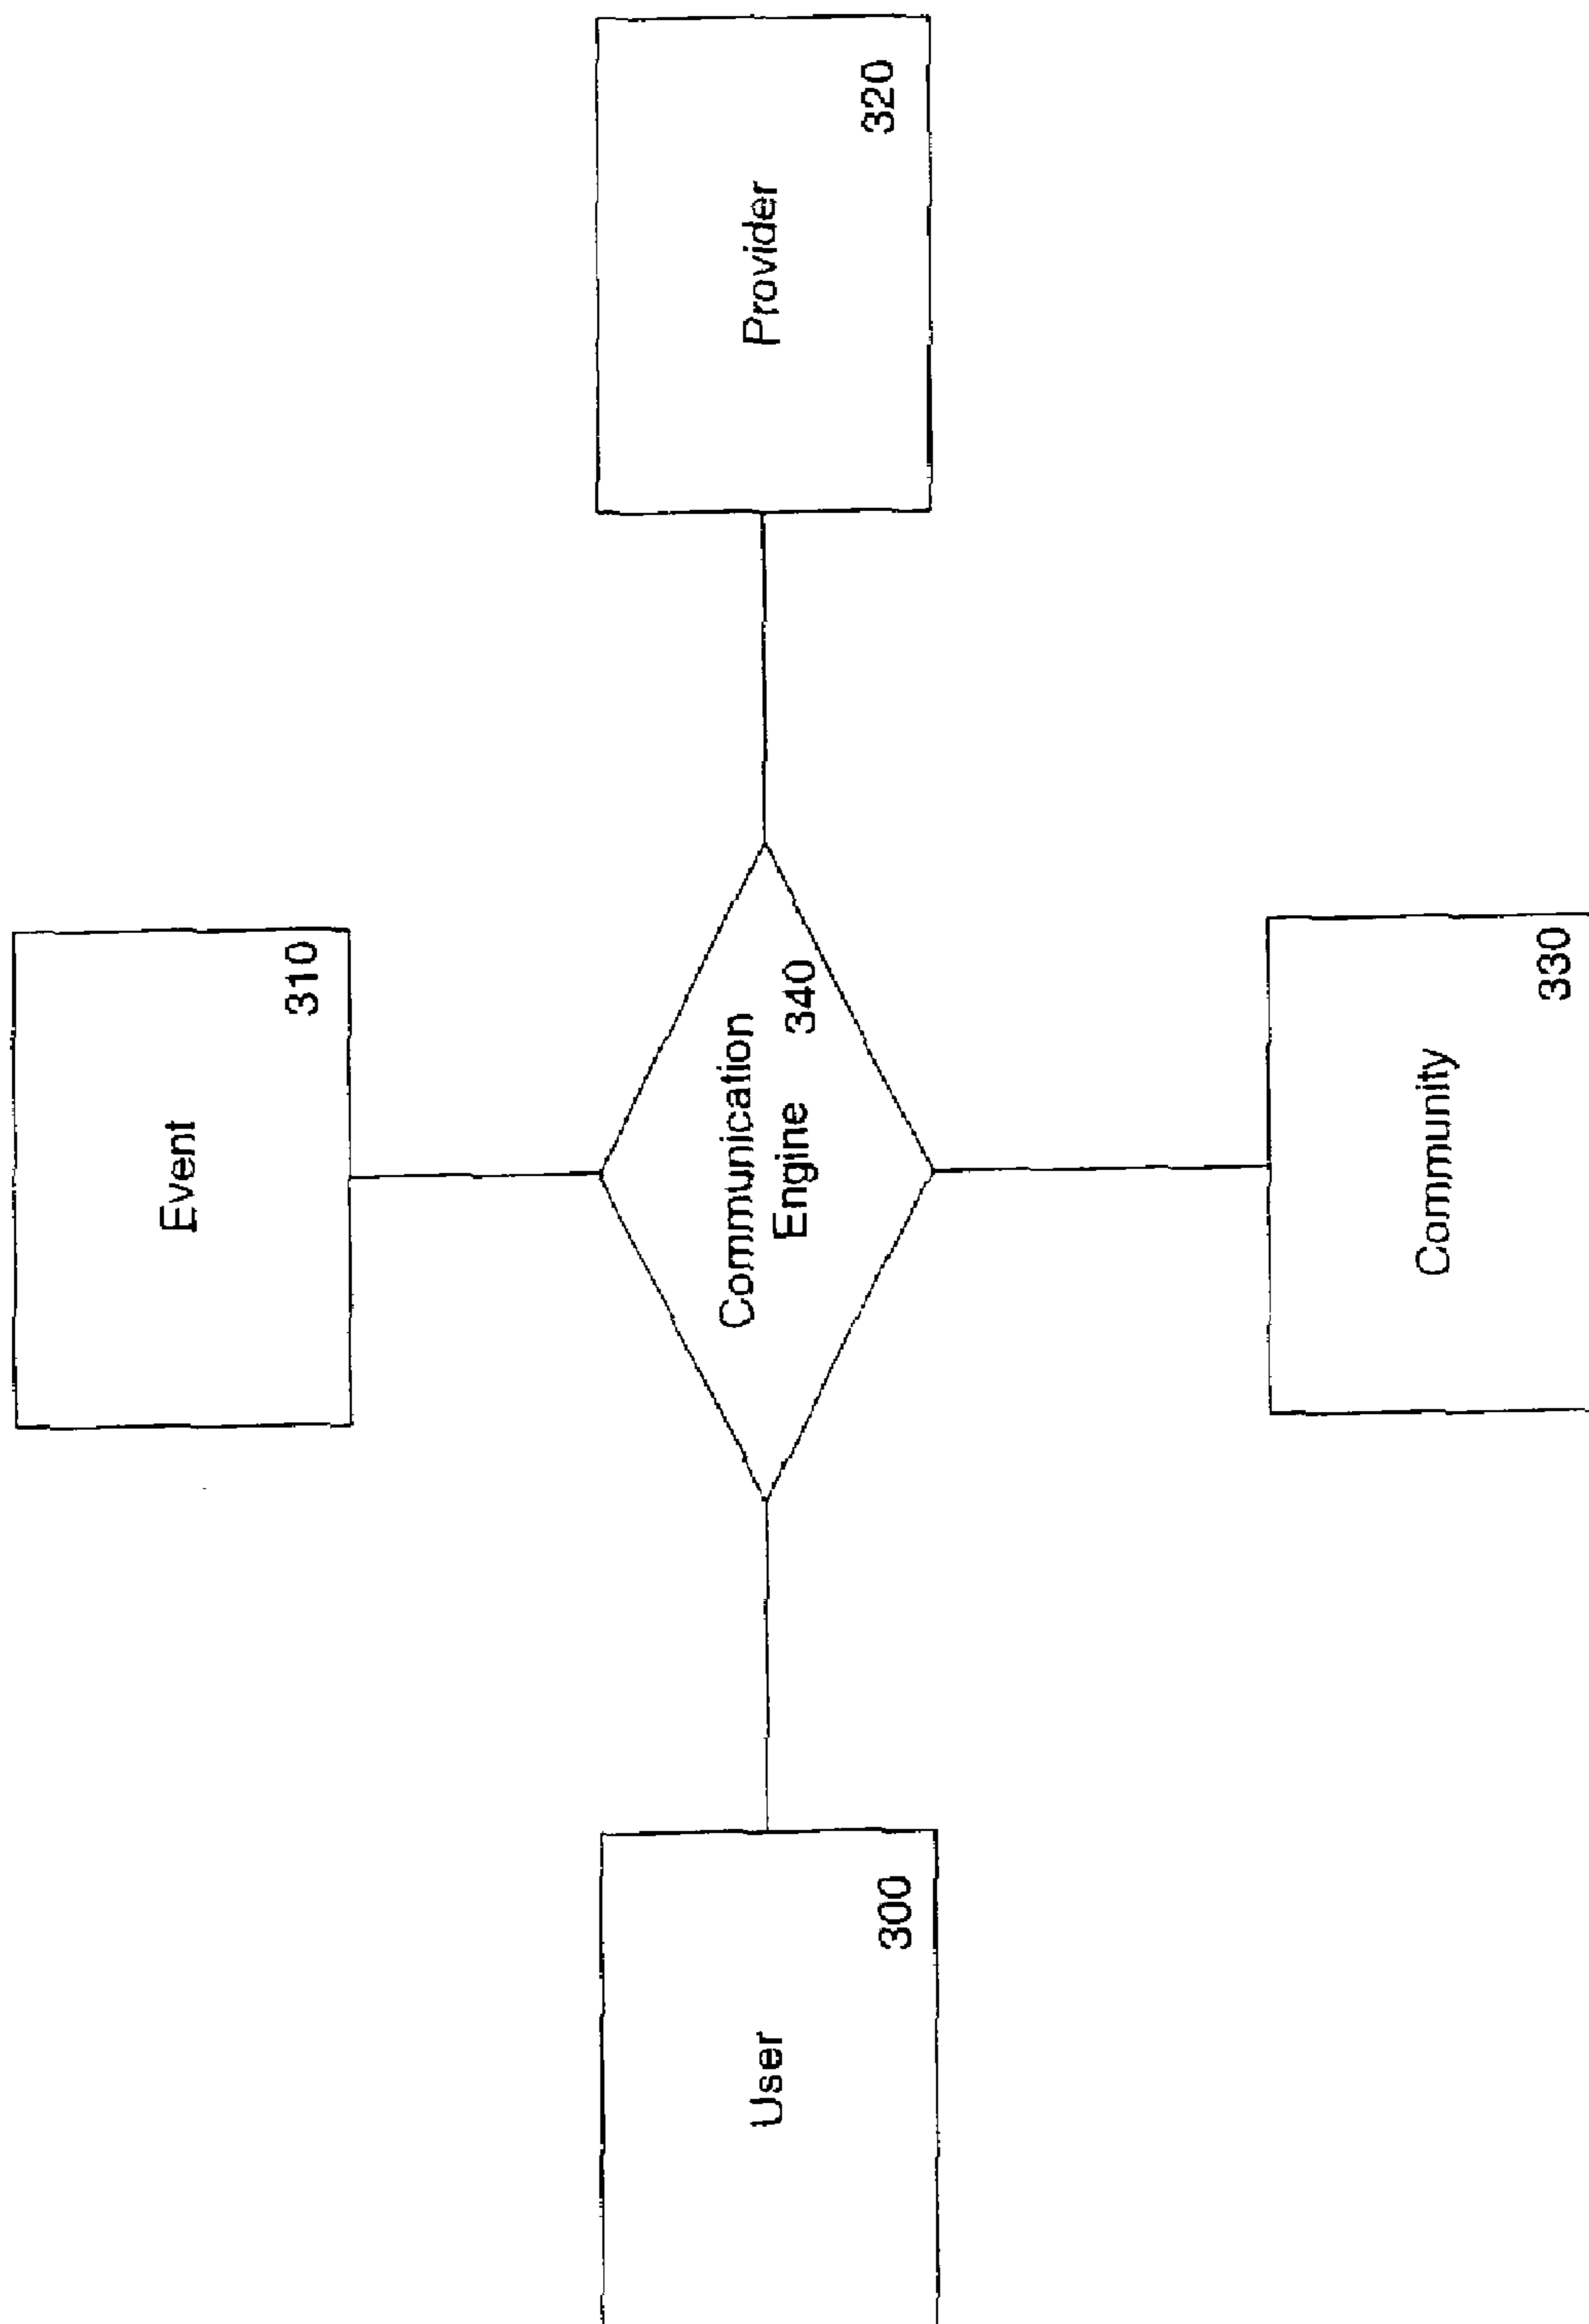 Event
310
User
300
Communication
Engine 340
Provider
320
Community
330